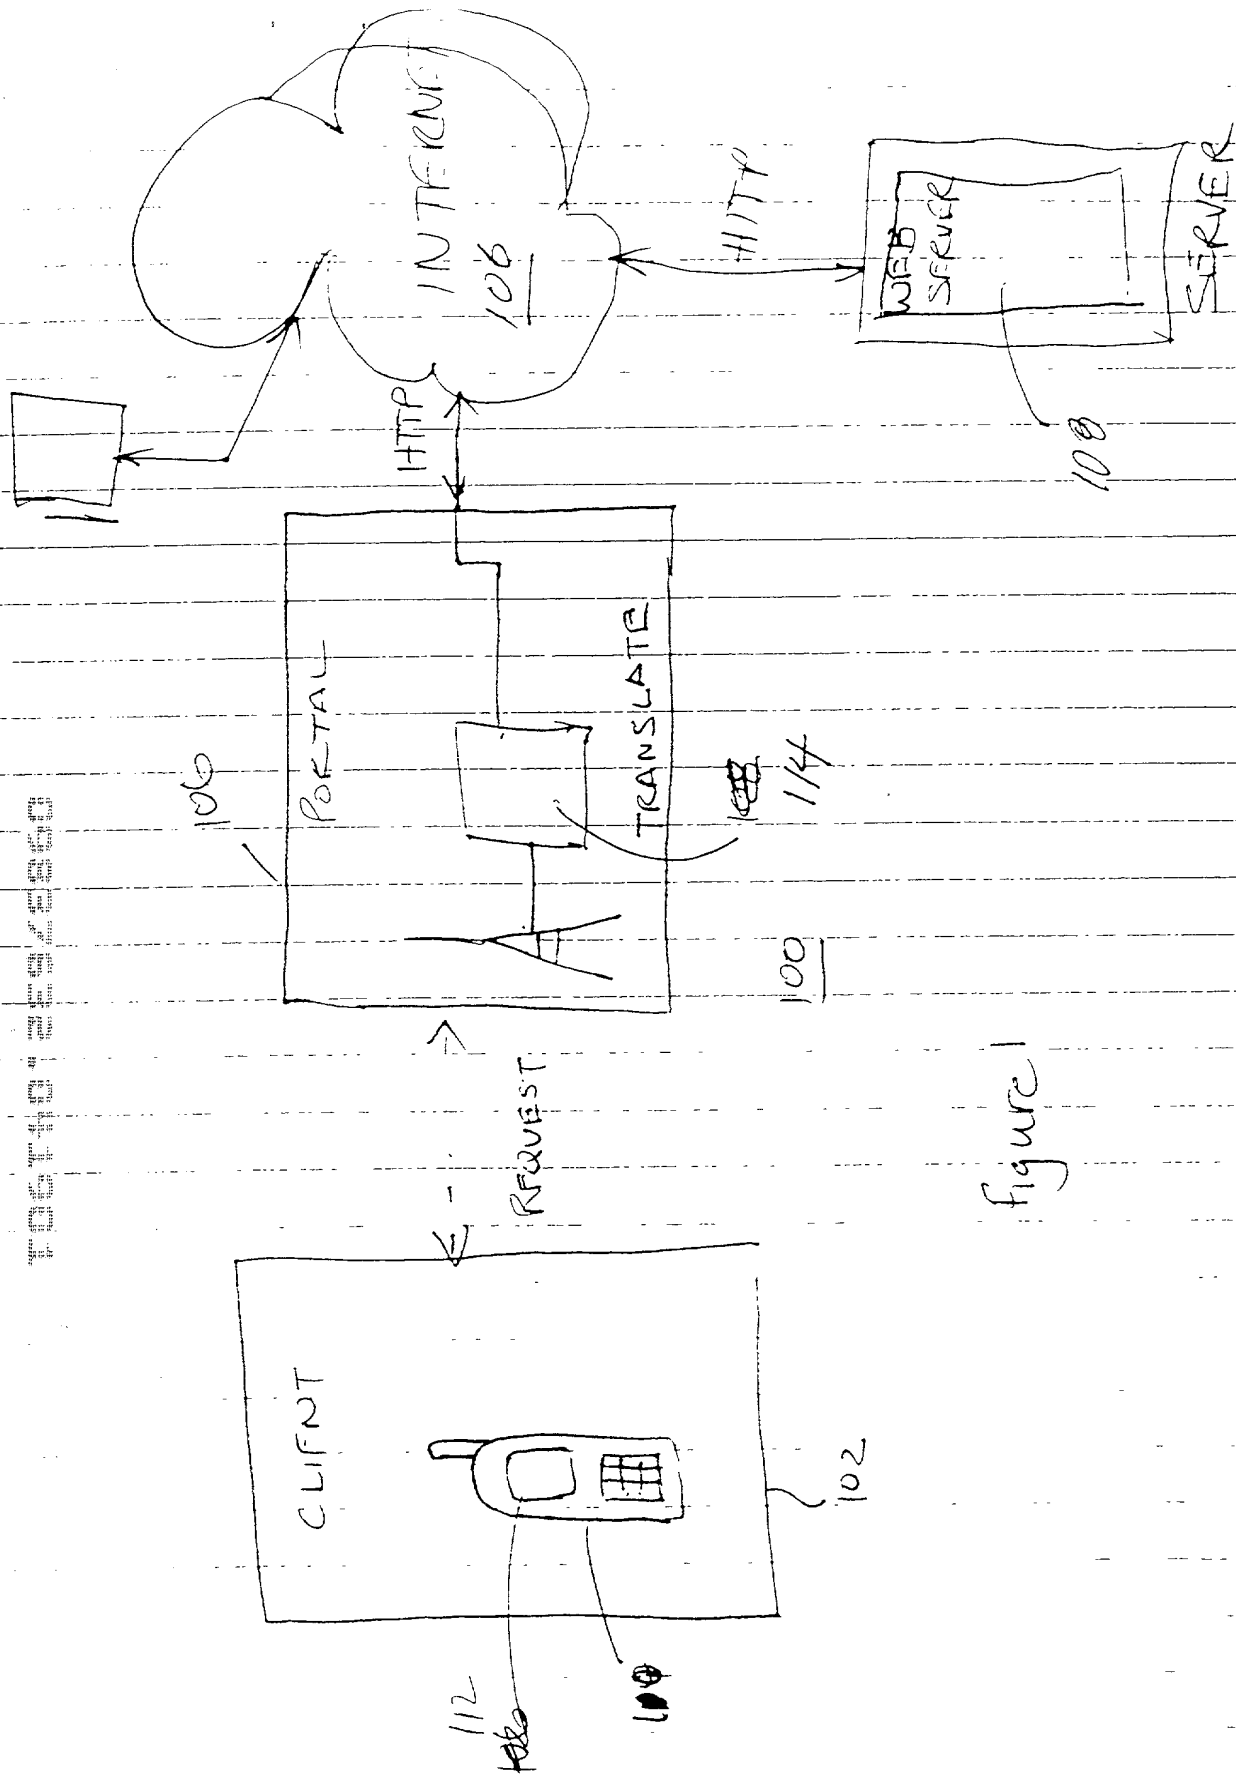 CLIENT
112
110
102
REQUEST
106
PORTAL
TRANSLATE
114
100
HTTP
INTERNET
106
HTTP
WEB
SERVER
108
SERVER
Figure 1